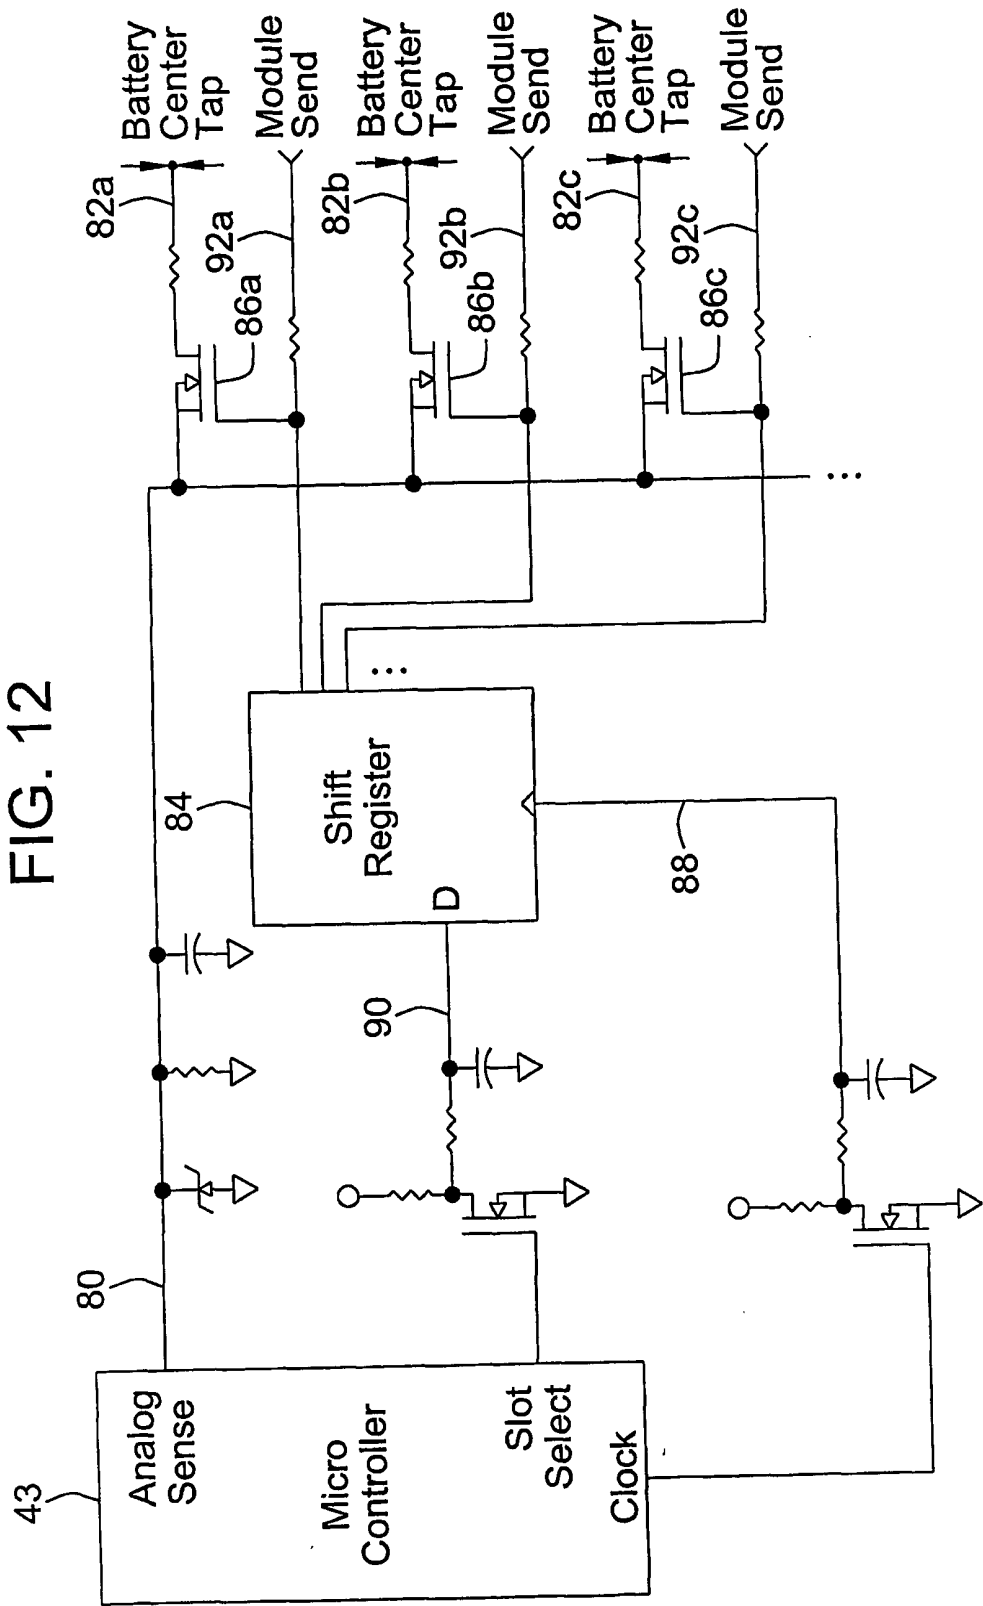 FIG. 12
43
Analog
Sense
Micro
Controller
Slot
Select
Clock
80
90
88
84
Shift
Register
D
...
82a
Battery
Center
Tap
86a
92a
Module
Send
82b
Battery
Center
Tap
86b
92b
Module
Send
82c
Battery
Center
Tap
86c
92c
Module
Send
...